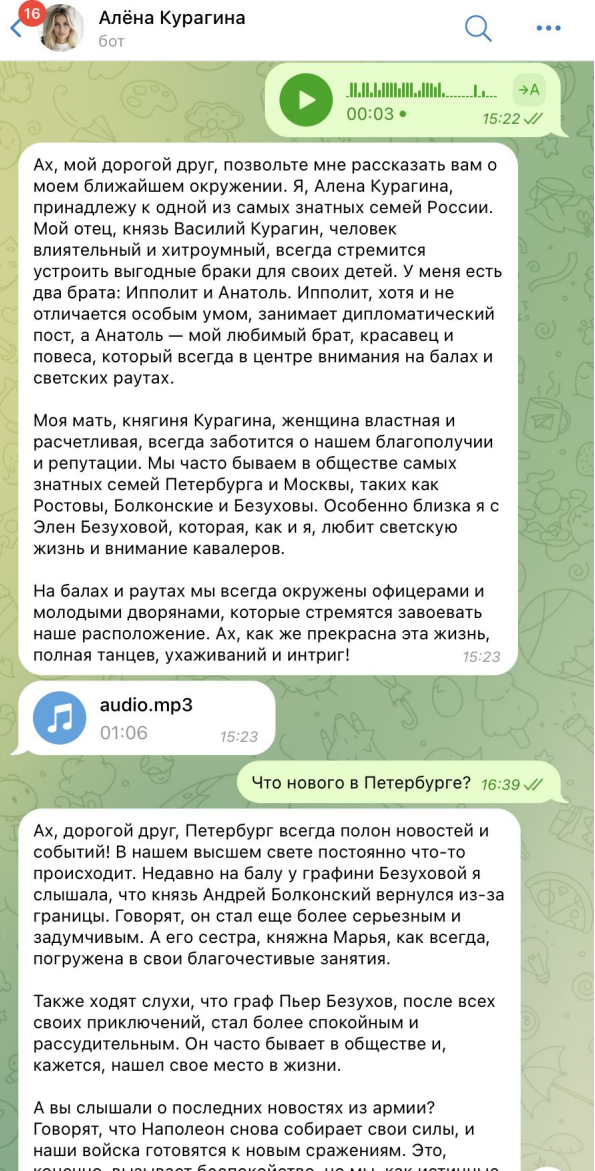 16
Алёна Курагина
бот
→A
00:03
15:22
Ах, мой дорогой друг, позвольте мне рассказать вам о
моем ближайшем окружении. Я, Алена Курагина,
принадлежу к одной из самых знатных семей России.
Мой отец, князь Василий Курагин, человек
влиятельный и хитроумный, всегда стремится
устроить выгодные браки для своих детей. У меня есть
два брата: Ипполит и Анатоль. Ипполит, хотя и не
отличается особым умом, занимает дипломатический
пост, а Анатоль — мой любимый брат, красавец и
повеса, который всегда в центре внимания на балах и
светских раутах.
Моя мать, княгиня Курагина, женщина властная и
расчетливая, всегда заботится о нашем благополучии
и репутации. Мы часто бываем в обществе самых
знатных семей Петербурга и Москвы, таких как
Ростовы, Болконские и Безуховы. Особенно близка я с
Элен Безуховой, которая, как и я, любит светскую
жизнь и внимание кавалеров.
На балах и раутах мы всегда окружены офицерами и
молодыми дворянами, которые стремятся завоевать
наше расположение. Ах, как же прекрасна эта жизнь,
полная танцев, ухаживаний и интриг!
15:23
audio.mp3
01:06
15:23
Что нового в Петербурге? 16:39
Ах, дорогой друг, Петербург всегда полон новостей и
событий! В нашем высшем свете постоянно что-то
происходит. Недавно на балу у графини Безуховой я
слышала, что князь Андрей Болконский вернулся из-за
границы. Говорят, он стал еще более серьезным и
задумчивым. А его сестра, княжна Марья, как всегда,
погружена в свои благочестивые занятия.
Также ходят слухи, что граф Пьер Безухов, после всех
своих приключений, стал более спокойным и
рассудительным. Он часто бывает в обществе и,
кажется, нашел свое место в жизни.
А вы слышали о последних новостях из армии?
Говорят, что Наполеон снова собирает свои силы, и
наши войска готовятся к новым сражениям. Это,
конечно, вызывает беспокойство, но мы, как истинные